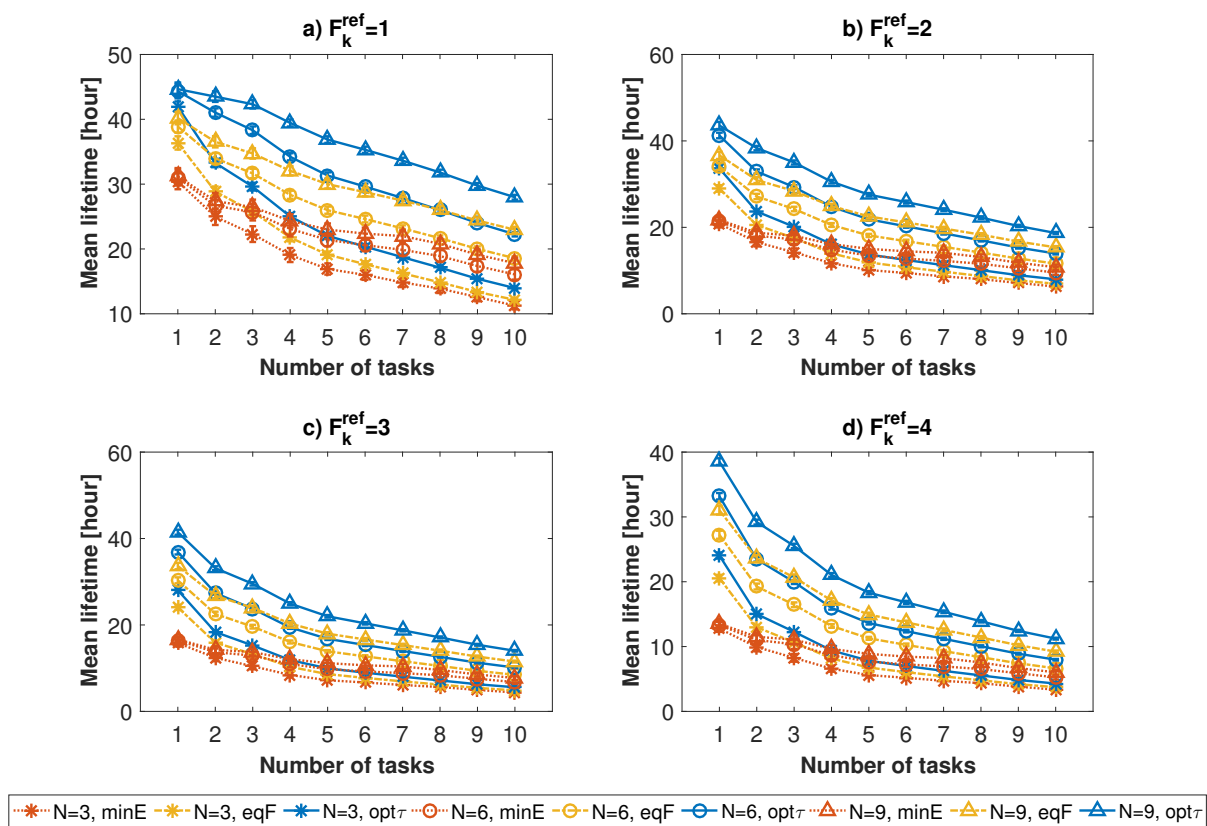 a) F_k^ref=1
50
40
30
20
10
Mean lifetime [hour]
1 2 3 4 5 6 7 8 9 10
Number of tasks
b) F_k^ref=2
60
40
20
0
Mean lifetime [hour]
1 2 3 4 5 6 7 8 9 10
Number of tasks
c) F_k^ref=3
60
40
20
0
Mean lifetime [hour]
1 2 3 4 5 6 7 8 9 10
Number of tasks
d) F_k^ref=4
40
30
20
10
0
Mean lifetime [hour]
1 2 3 4 5 6 7 8 9 10
Number of tasks
N=3, minE N=3, eqF N=3, optτ N=6, minE N=6, eqF N=6, optτ N=9, minE N=9, eqF N=9, optτ